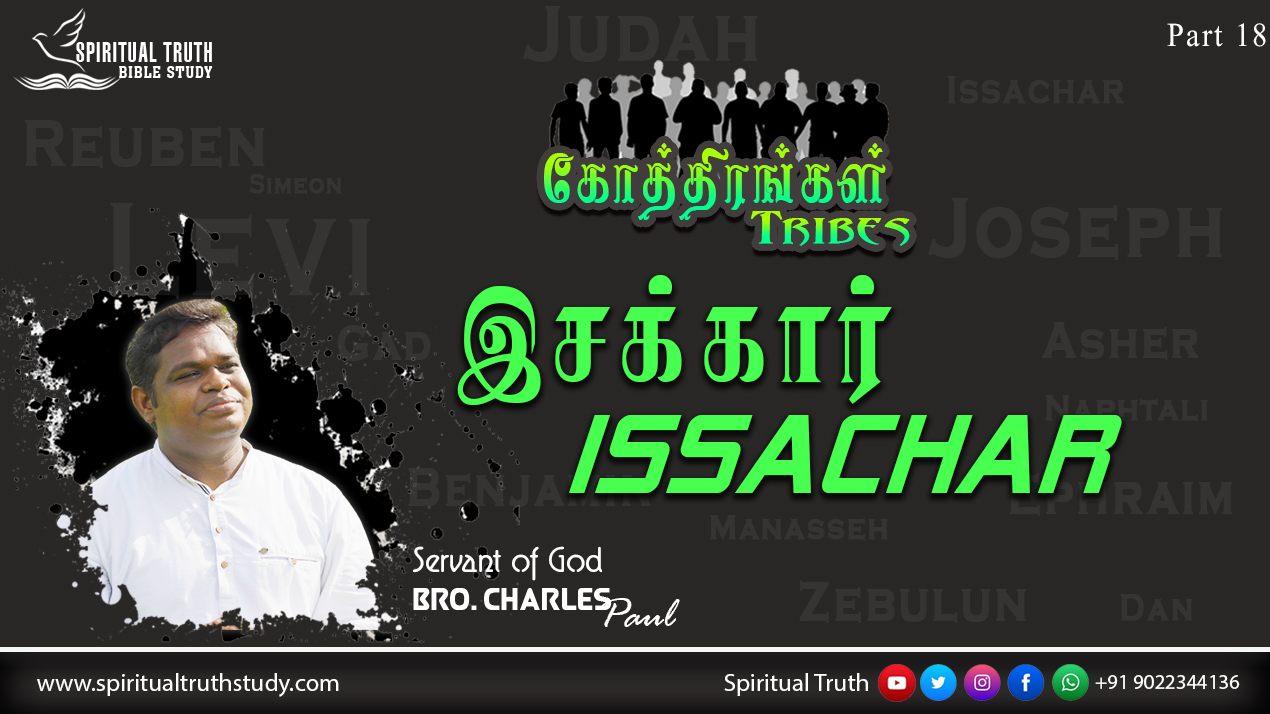 SPIRITUAL TRUTH
BIBLE STUDY
Part 18
JUDAH
ISSACHAR
REUBEN
SIMEON
LEVI
JOSEPH
GAD
ASHER
NAPHTALI
BENJAMIN
EPHRAIM
MANASSEH
ZEBULUN
DAN
கோத்திரங்கள்
TRIBES
இசக்கார்
ISSACHAR
Servant of God
BRO. CHARLES Paul
www.spiritualtruthstudy.com
Spiritual Truth
+91 9022344136